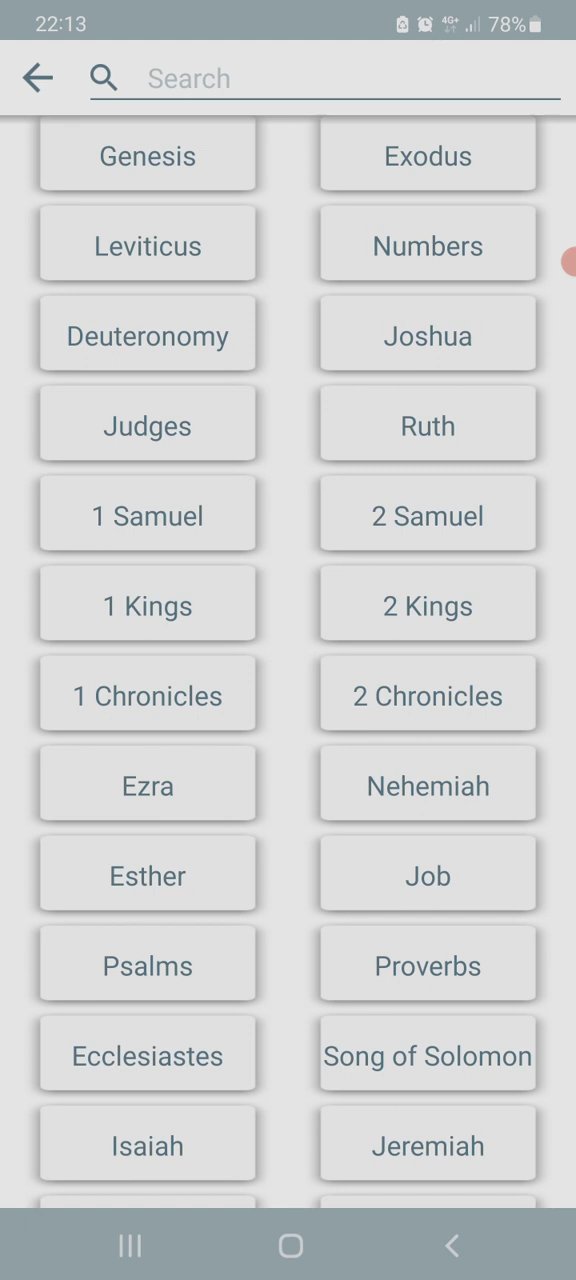 22:13 4G+ 78%
Search
Genesis Exodus
Leviticus Numbers
Deuteronomy Joshua
Judges Ruth
1 Samuel 2 Samuel
1 Kings 2 Kings
1 Chronicles 2 Chronicles
Ezra Nehemiah
Esther Job
Psalms Proverbs
Ecclesiastes Song of Solomon
Isaiah Jeremiah